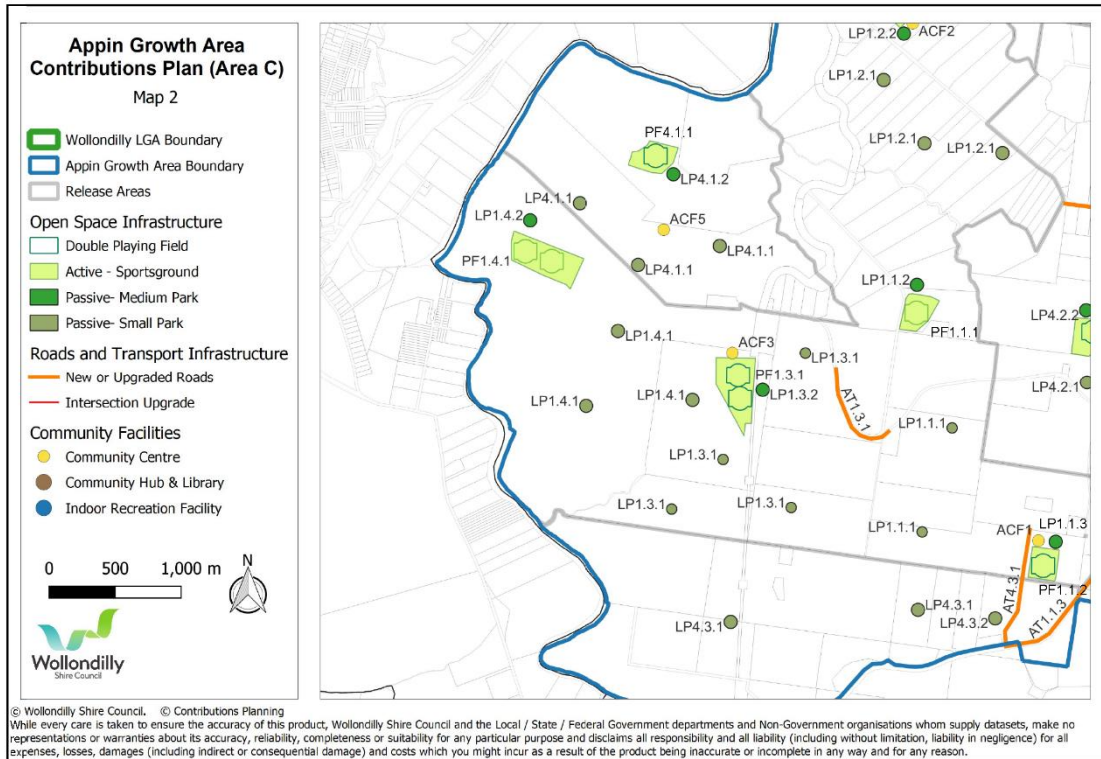 Appin Growth Area
Contributions Plan (Area C)
Map 2
Wollondilly LGA Boundary
Appin Growth Area Boundary
Release Areas
Open Space Infrastructure
Double Playing Field
Active - Sportsground
Passive- Medium Park
Passive- Small Park
Roads and Transport Infrastructure
New or Upgraded Roads
Intersection Upgrade
Community Facilities
Community Centre
Community Hub & Library
Indoor Recreation Facility
0 500 1,000 m
N
Wollondilly
Shire Council
LP1.2.2
ACF2
LP1.2.1
LP1.2.1
LP1.2.1
PF4.1.1
LP4.1.2
LP4.1.1
LP1.4.2
ACF5
LP4.1.1
PF1.4.1
LP4.1.1
LP1.1.2
LP4.2.2
PF1.1.1
LP1.4.1
ACF3
LP1.3.1
PF1.3.1
LP1.3.2
LP4.2.1
LP1.4.1
LP1.4.1
AT1.3.1
LP1.1.1
LP1.3.1
LP1.3.1
LP1.3.1
LP1.1.1
ACF1
LP1.1.3
PF1.1.2
AT4.3.1
AT1.1.3
LP4.3.1
LP4.3.2
LP4.3.1
© Wollondilly Shire Council. © Contributions Planning
While every care is taken to ensure the accuracy of this product, Wollondilly Shire Council and the Local / State / Federal Government departments and Non-Government organisations whom supply datasets, make no
representations or warranties about its accuracy, reliability, completeness or suitability for any particular purpose and disclaims all responsibility and all liability (including without limitation, liability in negligence) for all
expenses, losses, damages (including indirect or consequential damage) and costs which you might incur as a result of the product being inaccurate or incomplete in any way and for any reason.